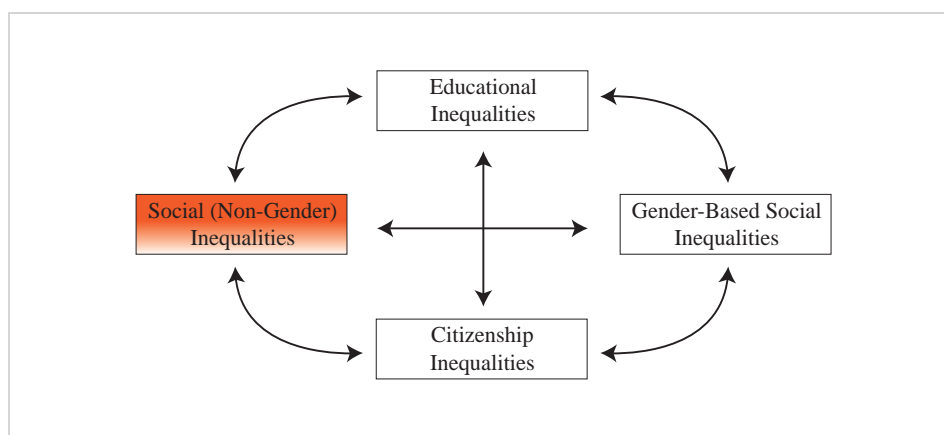 Educational
Inequalities
Social (Non-Gender)
Inequalities
Gender-Based Social
Inequalities
Citizenship
Inequalities